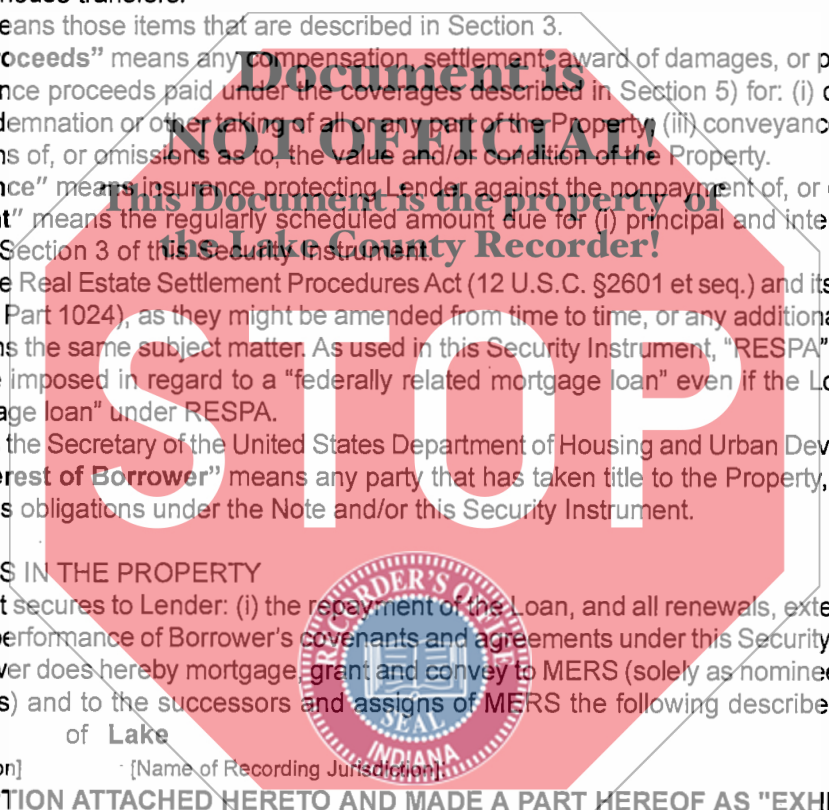 eans those items that are described in Section 3.
oceeds” means any compensation, settlement, award of damages, or p
nce proceeds paid under the coverages described in Section 5) for: (i)
demnation or other taking of all or any part of the Property; (iii) conveyanc
ns of, or omissions as to, the value and/or condition of the Property.
nce” means insurance protecting Lender against the nonpayment of, or
nt” means the regularly scheduled amount due for (i) principal and inte
Section 3 of this Security Instrument.
e Real Estate Settlement Procedures Act (12 U.S.C. §2601 et seq.) and its
Part 1024), as they might be amended from time to time, or any additiona
ns the same subject matter. As used in this Security Instrument, “RESPA”
e imposed in regard to a “federally related mortgage loan” even if the Lo
age loan” under RESPA.
the Secretary of the United States Department of Housing and Urban Dev
erest of Borrower” means any party that has taken title to the Property,
s obligations under the Note and/or this Security Instrument.
S IN THE PROPERTY
t secures to Lender: (i) the repayment of the Loan, and all renewals, exte
performance of Borrower’s covenants and agreements under this Security
wer does hereby mortgage, grant and convey to MERS (solely as nominee
s) and to the successors and assigns of MERS the following describe
of Lake
on] [Name of Recording Jurisdiction]:
TION ATTACHED HERETO AND MADE A PART HEREOF AS "EXH
Document is
NOT OFFICIAL!
This Document is the property of
the Lake County Recorder!
STOP
RECORDER'S OFFICE
SEAL
INDIANA